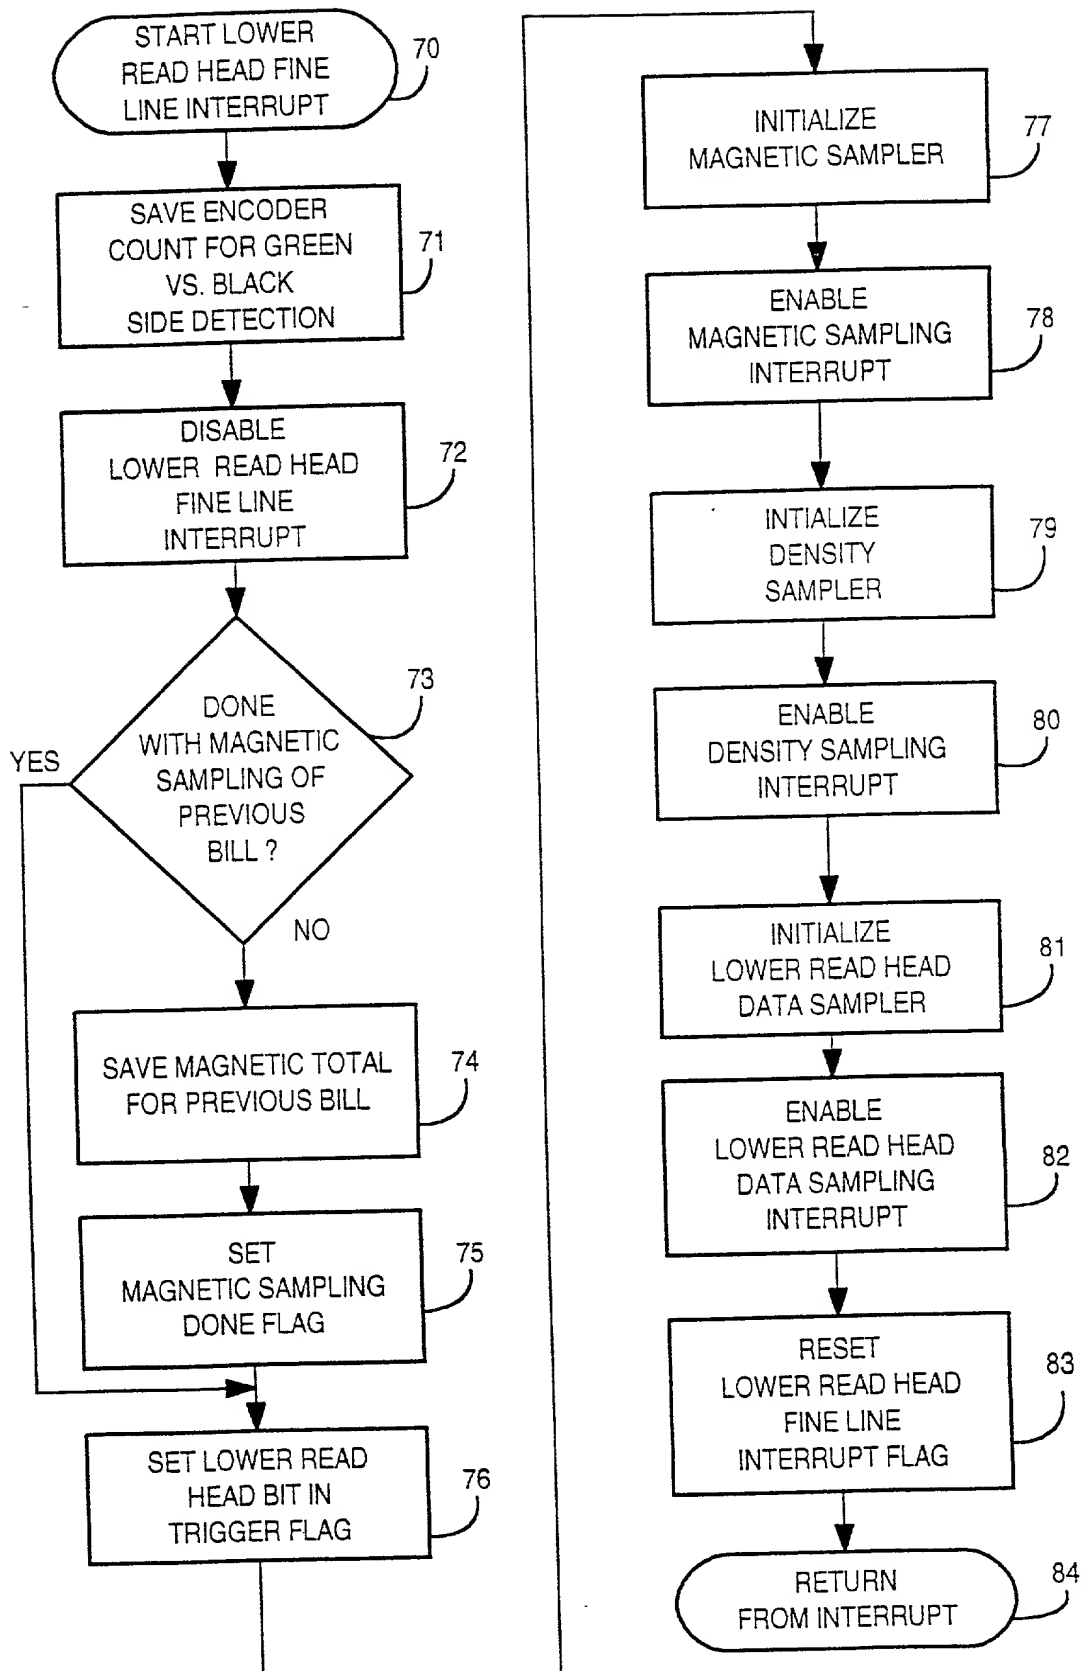 START LOWER
READ HEAD FINE
LINE INTERRUPT
70
SAVE ENCODER
COUNT FOR GREEN
VS. BLACK
SIDE DETECTION
71
DISABLE
LOWER READ HEAD
FINE LINE
INTERRUPT
72
DONE
WITH MAGNETIC
SAMPLING OF
PREVIOUS
BILL ?
73
YES
NO
SAVE MAGNETIC TOTAL
FOR PREVIOUS BILL
74
SET
MAGNETIC SAMPLING
DONE FLAG
75
SET LOWER READ
HEAD BIT IN
TRIGGER FLAG
76
INITIALIZE
MAGNETIC SAMPLER
77
ENABLE
MAGNETIC SAMPLING
INTERRUPT
78
INTIALIZE
DENSITY
SAMPLER
79
ENABLE
DENSITY SAMPLING
INTERRUPT
80
INITIALIZE
LOWER READ HEAD
DATA SAMPLER
81
ENABLE
LOWER READ HEAD
DATA SAMPLING
INTERRUPT
82
RESET
LOWER READ HEAD
FINE LINE
INTERRUPT FLAG
83
RETURN
FROM INTERRUPT
84